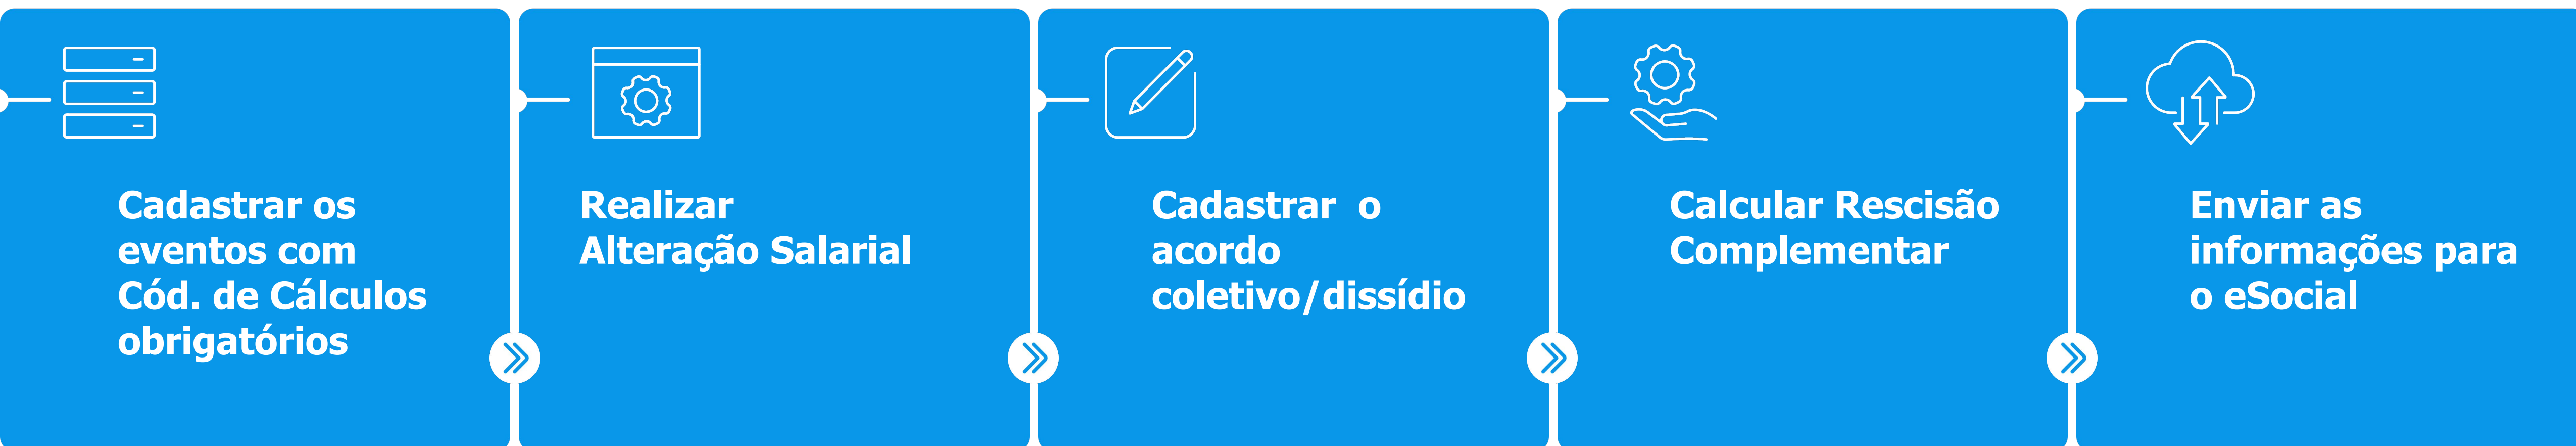 Cadastrar os
eventos com
Cód. de Cálculos
obrigatórios
Realizar
Alteração Salarial
Cadastrar  o
acordo
coletivo/dissídio
Calcular Rescisão
Complementar
Enviar as
informações para
o eSocial